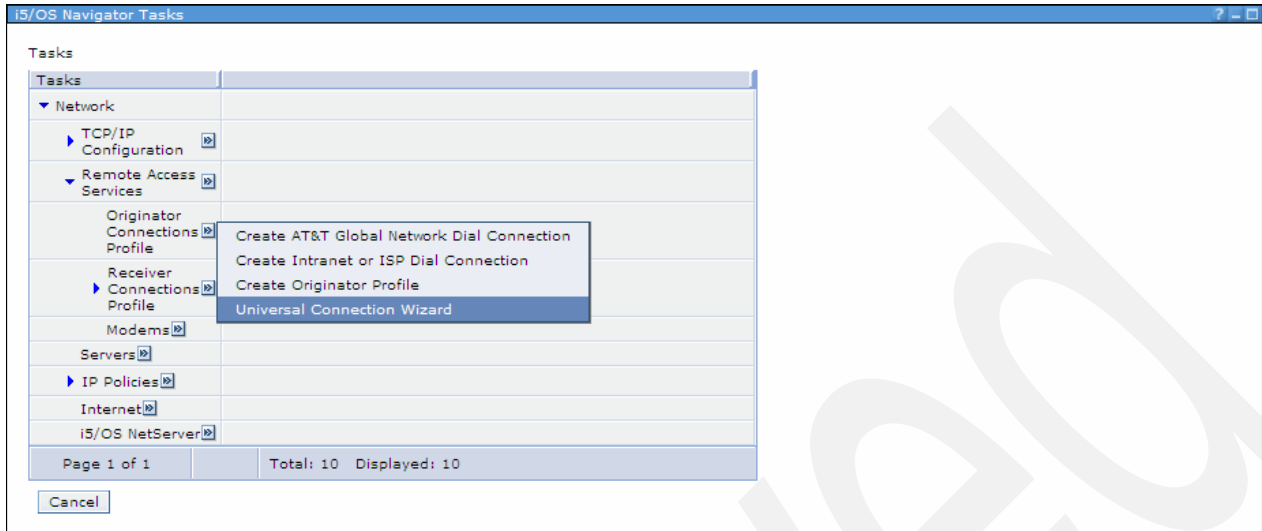 i5/OS Navigator Tasks
Tasks
Tasks
Network
TCP/IP
Configuration
Remote Access
Services
Originator
Connections
Profile
Create AT&T Global Network Dial Connection
Create Intranet or ISP Dial Connection
Create Originator Profile
Universal Connection Wizard
Receiver
Connections
Profile
Modems
Servers
IP Policies
Internet
i5/OS NetServer
Page 1 of 1 Total: 10 Displayed: 10
Cancel